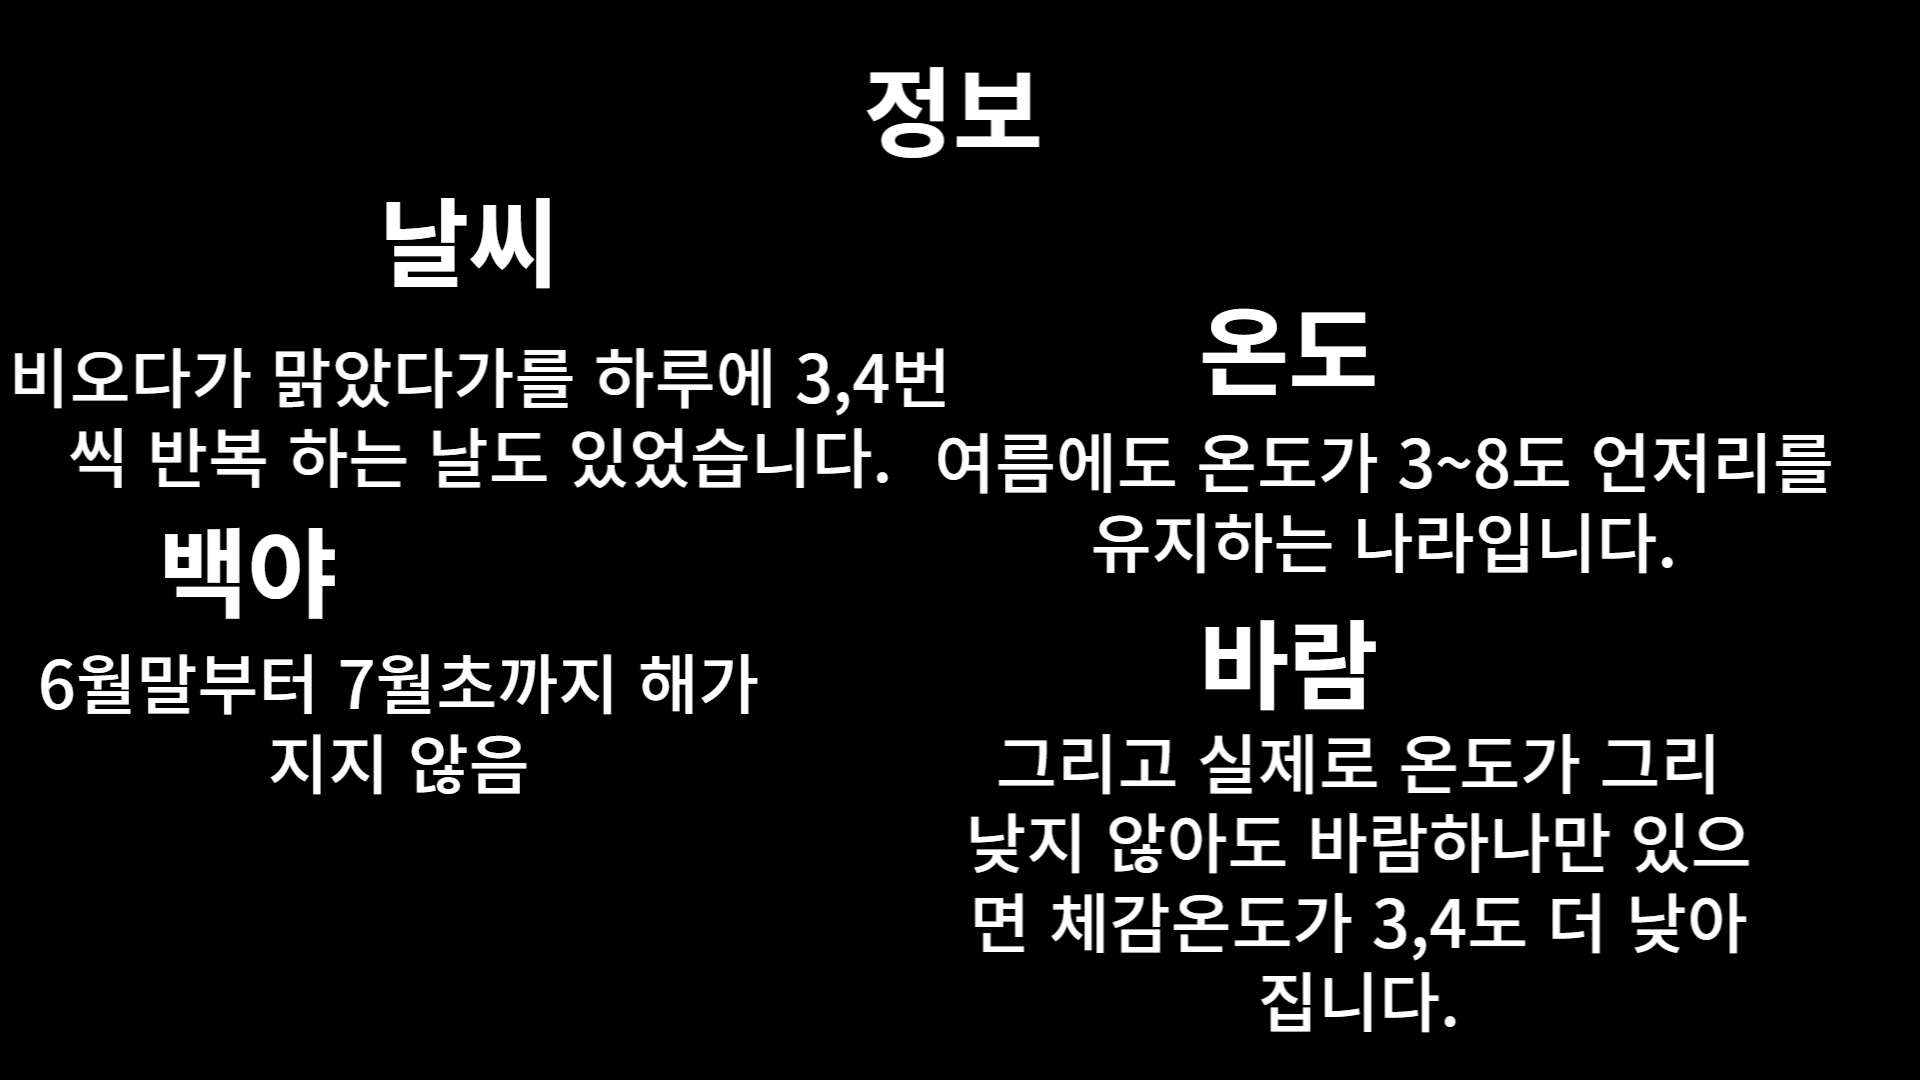 정보
날씨
비오다가 맑았다가를 하루에 3,4번
씩 반복 하는 날도 있었습니다.
백야
6월말부터 7월초까지 해가
지지 않음
온도
여름에도 온도가 3~8도 언저리를
유지하는 나라입니다.
바람
그리고 실제로 온도가 그리
낮지 않아도 바람하나만 있으
면 체감온도가 3,4도 더 낮아
집니다.